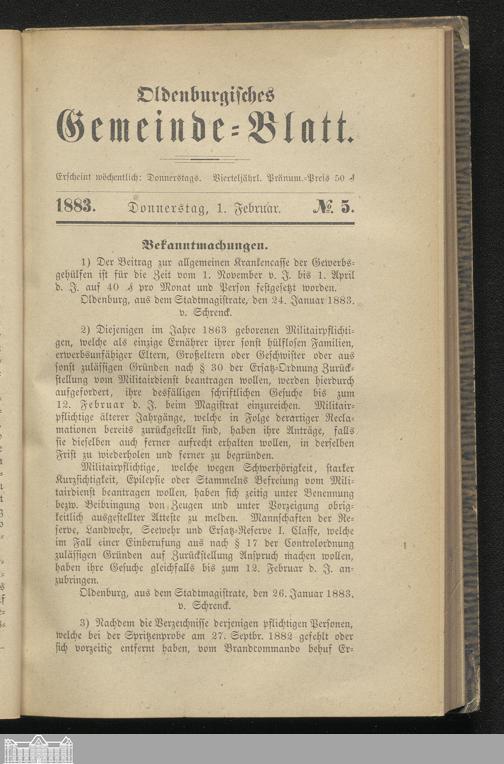 Oldenburgisches
Gemeinde=Blatt.
Erscheint wöchentlich: Donnerstags. Vierteljährl. Pränum.=Preis 50 ₰
1883. Donnerstag, 1. Februar. № 5.
Bekanntmachungen.
1) Der Beitrag zur allgemeinen Krankencasse der Gewerbs=
gehülfen ist für die Zeit vom 1. November v. J. bis 1. April
d. J. auf 40 ₰ pro Monat und Person festgesetzt worden.
Oldenburg, aus dem Stadtmagistrate, den 24. Januar 1883.
v. Schrenck.
2) Diejenigen im Jahre 1863 geborenen Militairpflichti=
gen, welche als einzige Ernährer ihrer sonst hülflosen Familien,
erwerbsunfähiger Eltern, Großeltern oder Geschwister oder aus
sonst zulässigen Gründen nach § 30 der Ersatz=Ordnung Zurück=
stellung vom Militairdienst beantragen wollen, werden hierdurch
aufgefordert, ihre desfälligen schriftlichen Gesuche bis zum
12. Februar d. J. beim Magistrat einzureichen. Militair=
pflichtige älterer Jahrgänge, welche in Folge derartiger Recla=
mationen bereits zurückgestellt sind, haben ihre Anträge, falls
sie dieselben auch ferner aufrecht erhalten wollen, in derselben
Frist zu wiederholen und ferner zu begründen.
Militairpflichtige, welche wegen Schwerhörigkeit, starker
Kurzsichtigkeit, Epilepsie oder Stammelns Befreiung vom Mili=
tairdienst beantragen wollen, haben sich zeitig unter Benennung
bezw. Beibringung von Zeugen und unter Vorzeigung obrig=
keitlich ausgestellter Atteste zu melden. Mannschaften der Re=
serve, Landwehr, Seewehr und Ersatz=Reserve I. Classe, welche
im Fall einer Einberufung aus nach § 17 der Controlordnung
zulässigen Gründen auf Zurückstellung Anspruch machen wollen,
haben ihre Gesuche gleichfalls bis zum 12. Februar d. J. an=
zubringen.
Oldenburg, aus dem Stadtmagistrate, den 26. Januar 1883.
v. Schrenck.
3) Nachdem die Verzeichnisse derjenigen pflichtigen Personen,
welche bei der Spritzenprobe am 27. Septbr. 1882 gefehlt oder
sich vorzeitig entfernt haben, vom Brandcommando behuf Er=